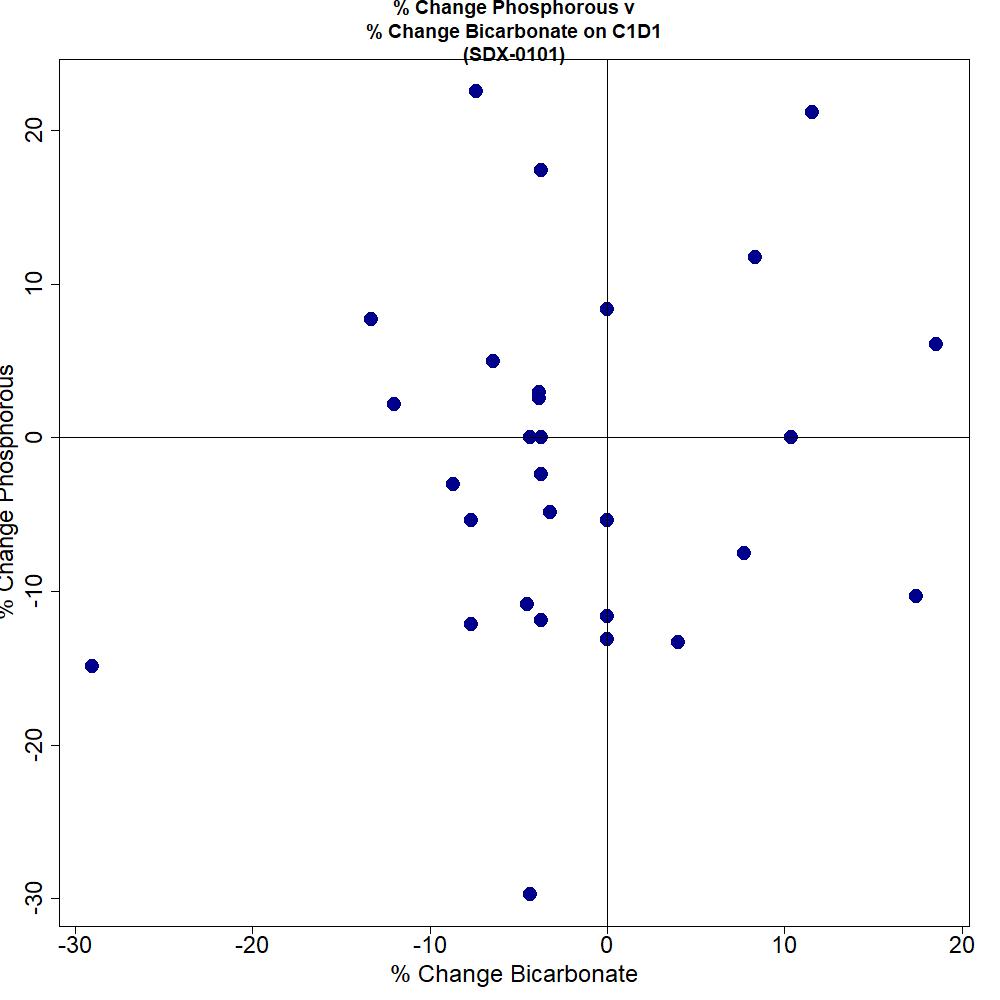 % Change Phosphorous v
% Change Bicarbonate on C1D1
(SDX-0101)
% Change Phosphorous
20
10
0
-10
-20
-30
-30
-20
-10
0
10
20
% Change Bicarbonate